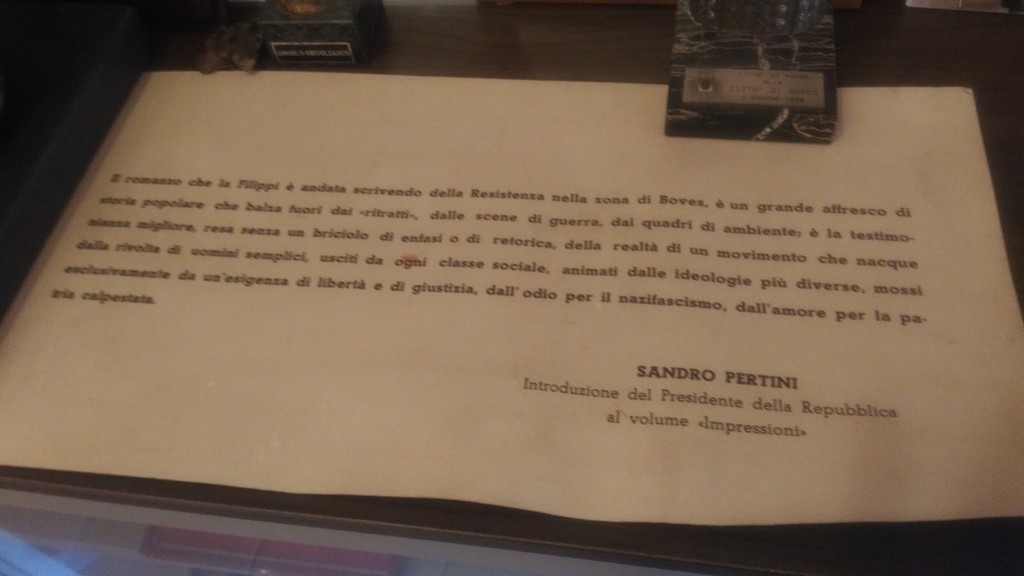 CITTA' DI BOVES
Il romanzo che la Filippi è andata scrivendo della Resistenza nella zona di Boves, è un grande affresco di
storia popolare che balza fuori dai «ritratti», dalle scene di guerra, dai quadri di ambiente; è la testimo-
nianza migliore, resa senza un briciolo di enfasi o di retorica, della realtà di un movimento che nacque
dalla rivolta di uomini semplici, usciti da ogni classe sociale, animati dalle ideologie più diverse, mossi
esclusivamente da un'esigenza di libertà e di giustizia, dall'odio per il nazifascismo, dall'amore per la pa-
tria calpestata.
SANDRO PERTINI
Introduzione del Presidente della Repubblica
al volume «Impressioni»